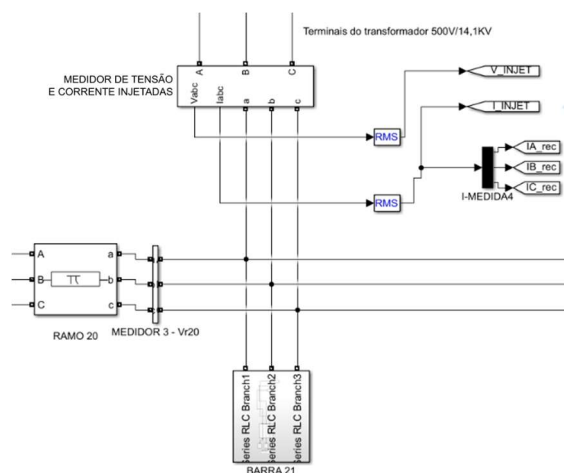 Terminais do transformador 500V/14,1KV
MEDIDOR DE TENSÃO
E CORRENTE INJETADAS
A
B
C
Vabc
Iabc
a
b
c
V_INJET
I_INJET
RMS
RMS
IA_rec
IB_rec
IC_rec
I-MEDIDA4
A
B
C
a
b
c
RAMO 20
MEDIDOR 3 - Vr20
Series RLC Branch1
Series RLC Branch2
Series RLC Branch3
BARRA 21